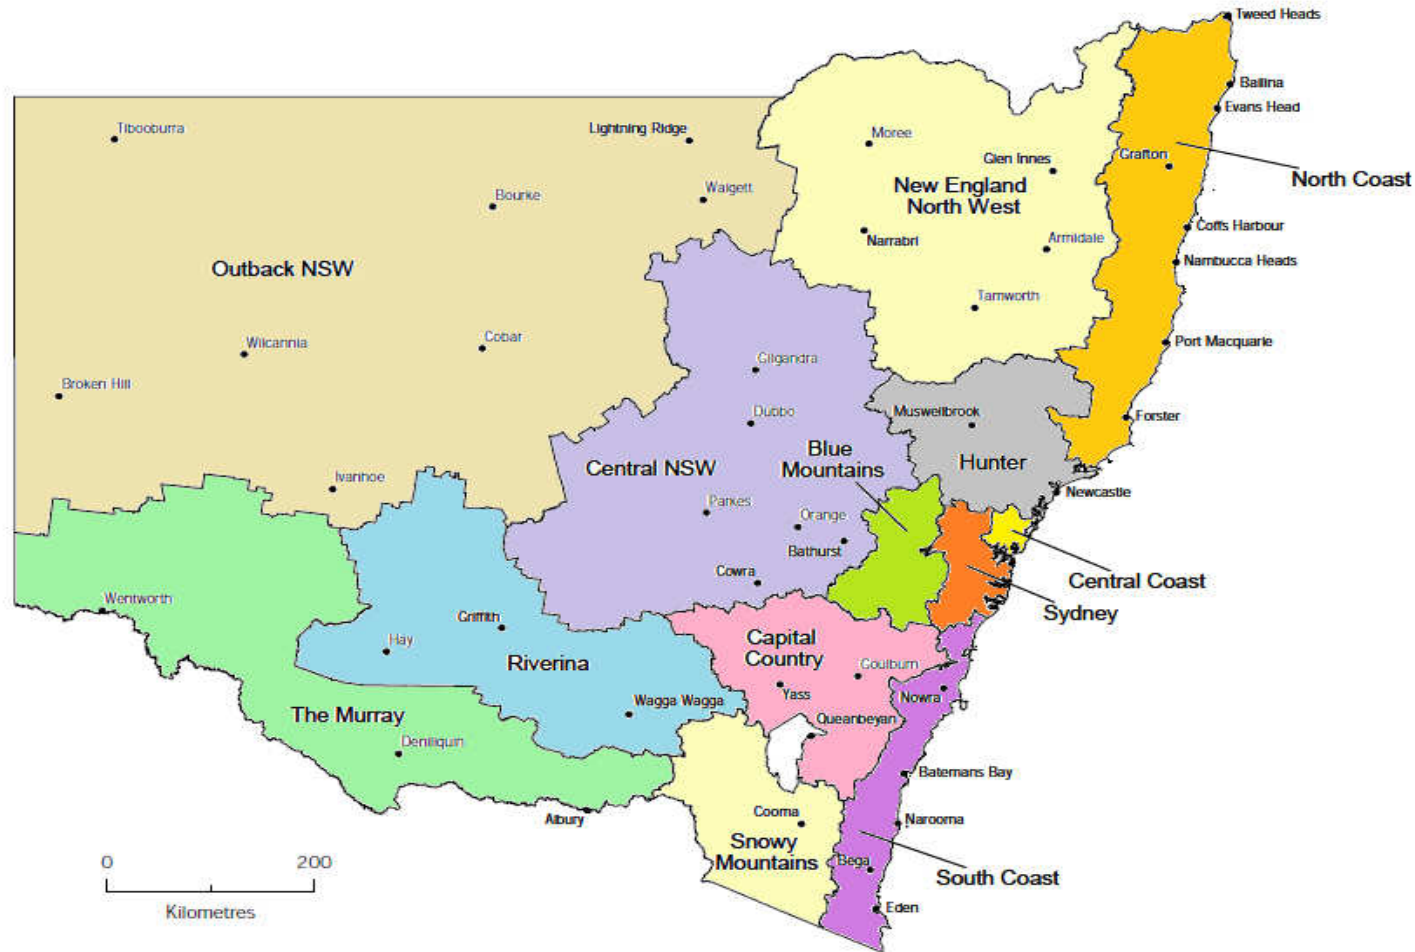 Tweed Heads
Ballina
Evans Head
Tibooburra
Lightning Ridge
Moree
Glen Innes
Grafton
North Coast
Bourke
Walgett
New England
North West
Coffs Harbour
Narrabri
Armidale
Nambucca Heads
Outback NSW
Tamworth
Wilcannia
Cobar
Port Macquarie
Gilgandra
Broken Hill
Muswellbrook
Forster
Dubbo
Blue
Mountains
Hunter
Central NSW
Ivanhoe
Newcastle
Parkes
Orange
Bathurst
Cowra
Central Coast
Sydney
Wentworth
Griffith
Hay
Riverina
Capital
Country
Goulburn
Yass
Nowra
Wagga Wagga
The Murray
Queanbeyan
Deniliquin
Batemans Bay
Albury
Cooma
Narooma
Snowy
Mountains
Bega
South Coast
Eden
0 200
Kilometres